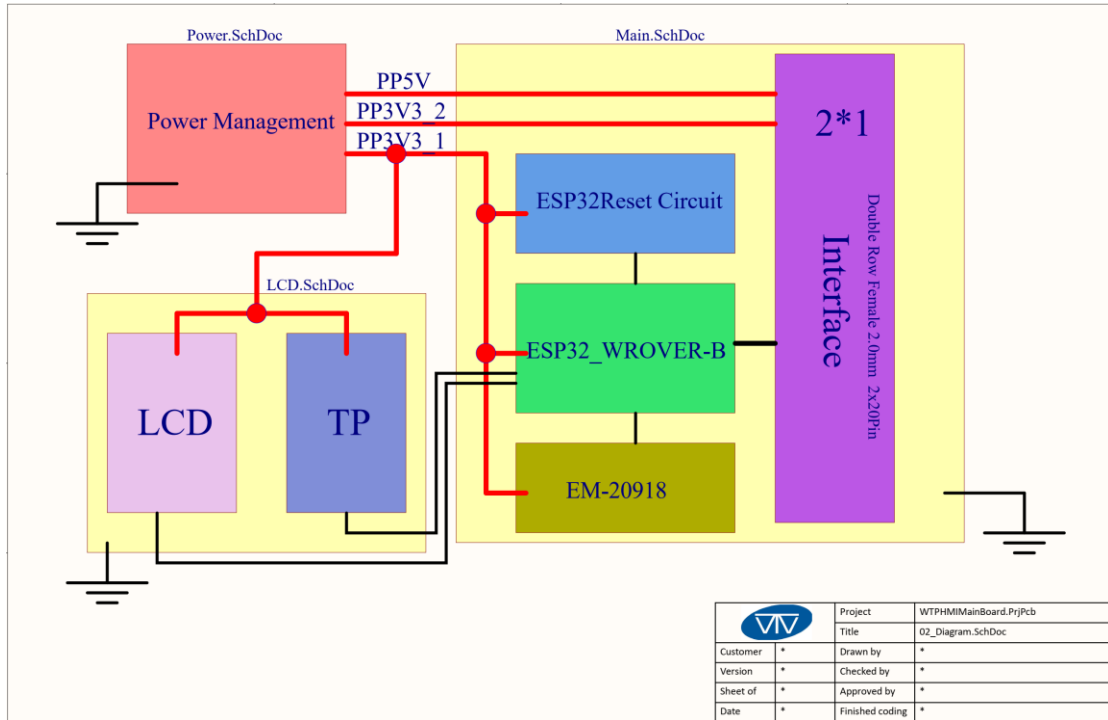 Power.SchDoc
Main.SchDoc
Power Management
PP5V
PP3V3_2
PP3V3_1
2*1
Interface
Double Row Female 2.0mm 2x20Pin
ESP32Reset Circuit
ESP32_WROVER-B
EM-20918
LCD.SchDoc
LCD
TP
VTV
Project
WTPHMIMainBoard.PrjPcb
Title
02_Diagram.SchDoc
Customer * Drawn by *
Version * Checked by *
Sheet of * Approved by *
Date * Finished coding *